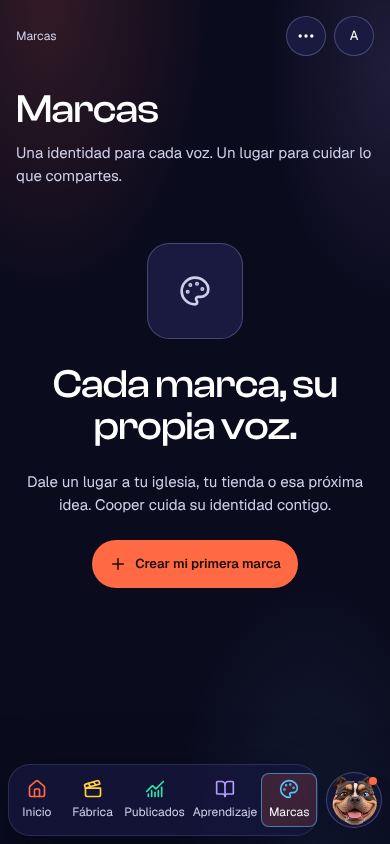 Marcas
A
Marcas
Una identidad para cada voz. Un lugar para cuidar lo
que compartes.
Cada marca, su
propia voz.
Dale un lugar a tu iglesia, tu tienda o esa próxima
idea. Cooper cuida su identidad contigo.
Crear mi primera marca
Inicio
Fábrica
Publicados
Aprendizaje
Marcas